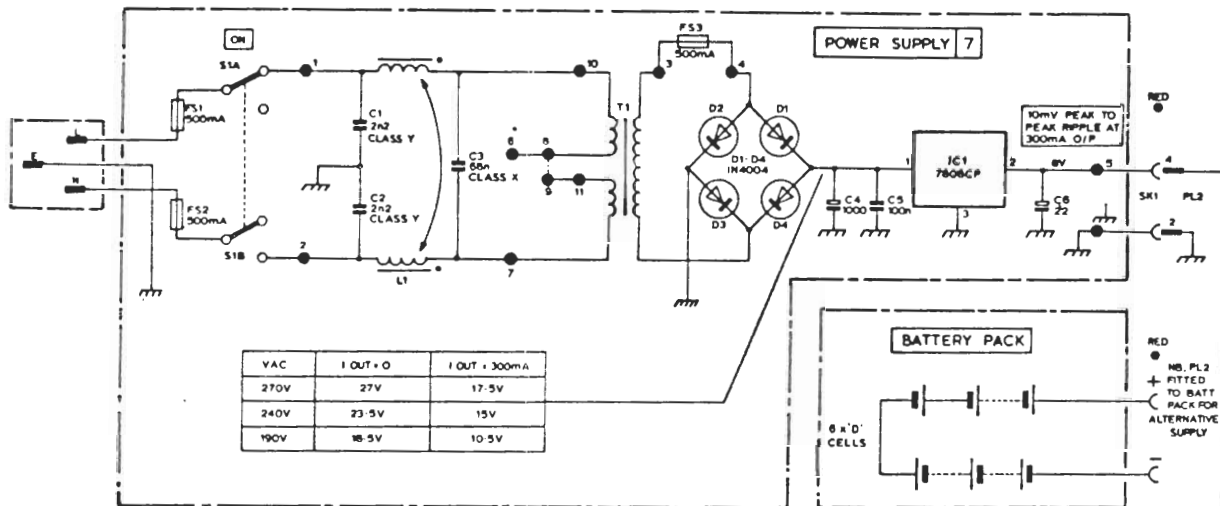 ON
S1A
FS1
500mA
L
E
N
FS2
500mA
S1B
1
2
C1
2n2
CLASS Y
C2
2n2
CLASS Y
L1
C3
68n
CLASS X
10
6
8
9
11
7
T1
FS3
500mA
3
4
D2
D1
D1-D4
IN4004
D3
D4
POWER SUPPLY 7
10mV PEAK TO
PEAK RIPPLE AT
300mA O/P
C4
1000
C5
100n
1
IC1
7808CP
2
3
8V
C6
22
5
RED
4
SK1
PL2
2
VAC
I OUT = 0
I OUT = 300mA
270V
27V
17·5V
240V
23·5V
15V
190V
18·5V
10·5V
BATTERY PACK
6 x 'D'
CELLS
RED
+
NB, PL2
FITTED
TO BATT
PACK FOR
ALTERNATIVE
SUPPLY
−